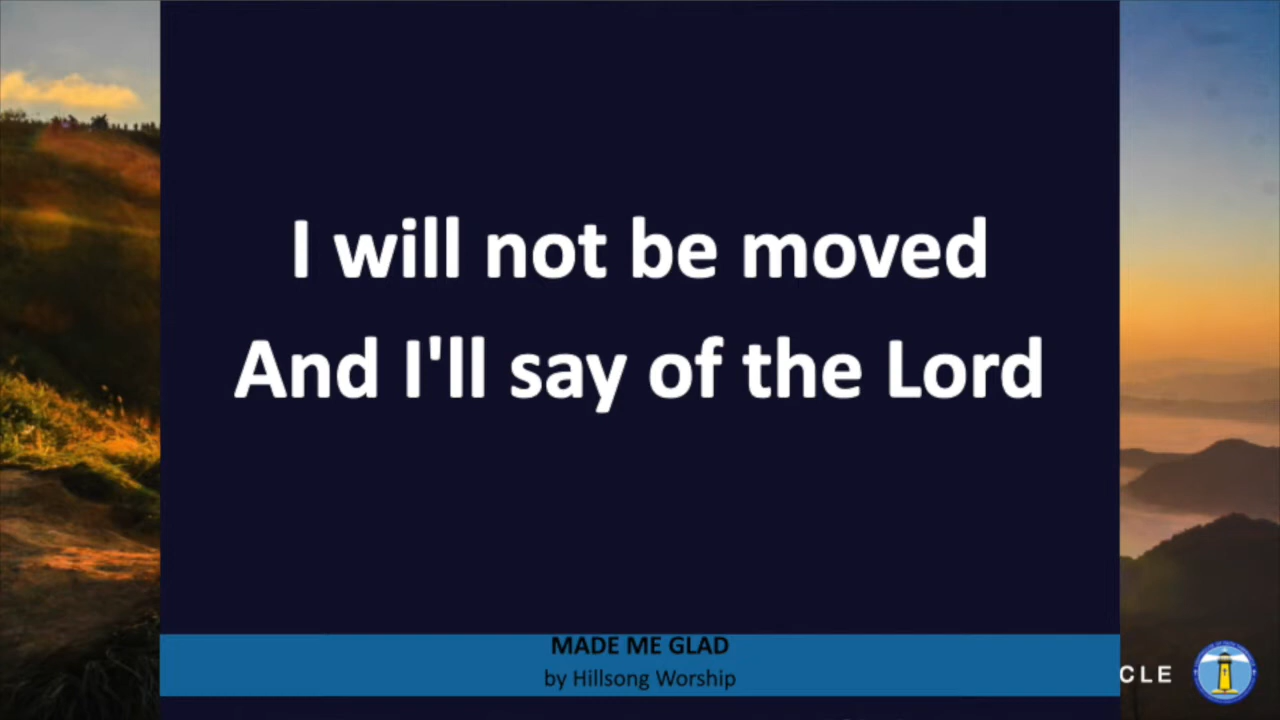 I will not be moved
And I'll say of the Lord
MADE ME GLAD
by Hillsong Worship
CLE